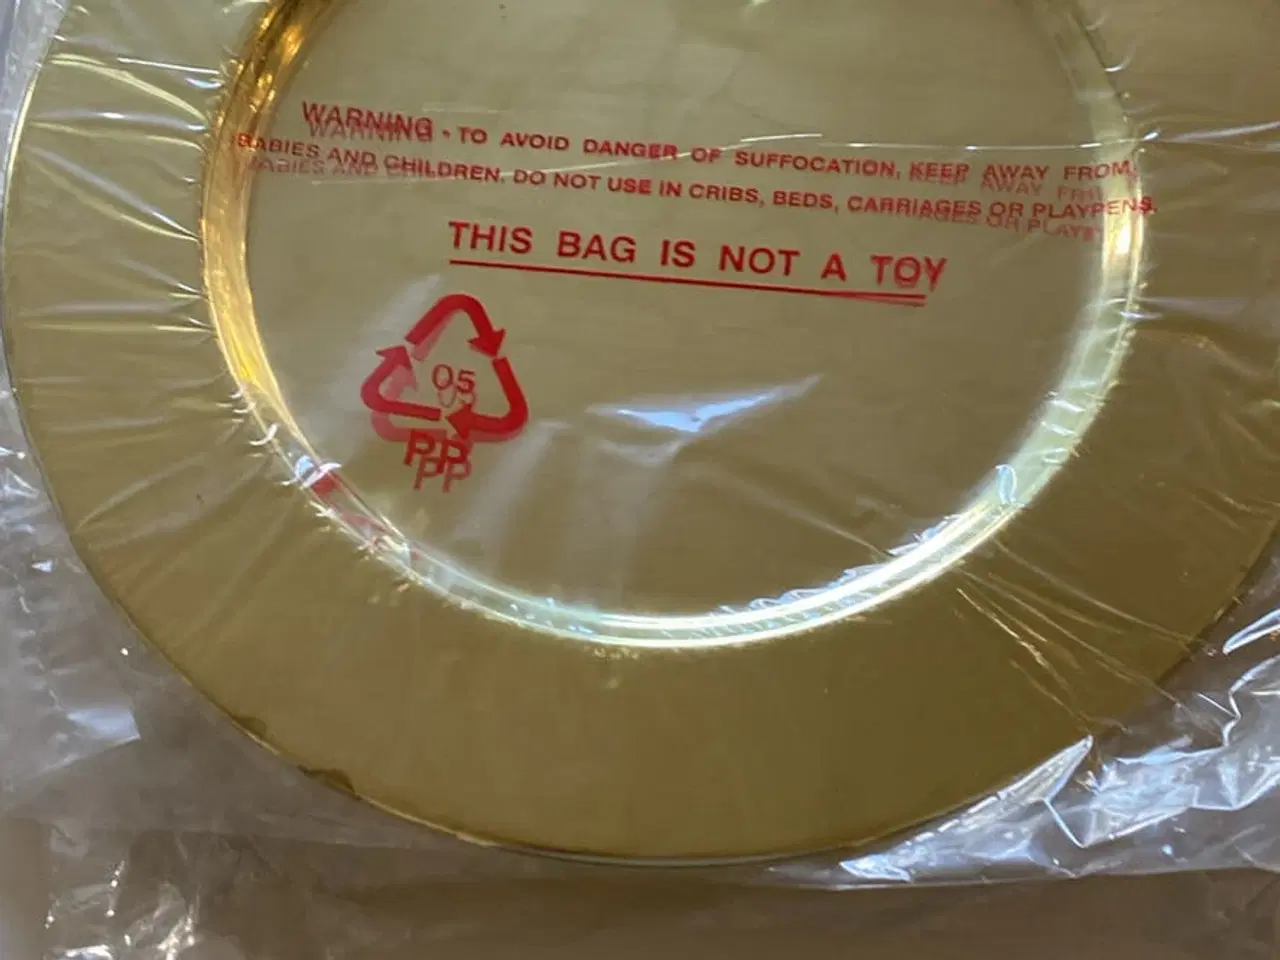 WARNING - TO AVOID DANGER OF SUFFOCATION, KEEP AWAY FROM
BABIES AND CHILDREN. DO NOT USE IN CRIBS, BEDS, CARRIAGES OR PLAYPENS.
THIS BAG IS NOT A TOY
05
PP